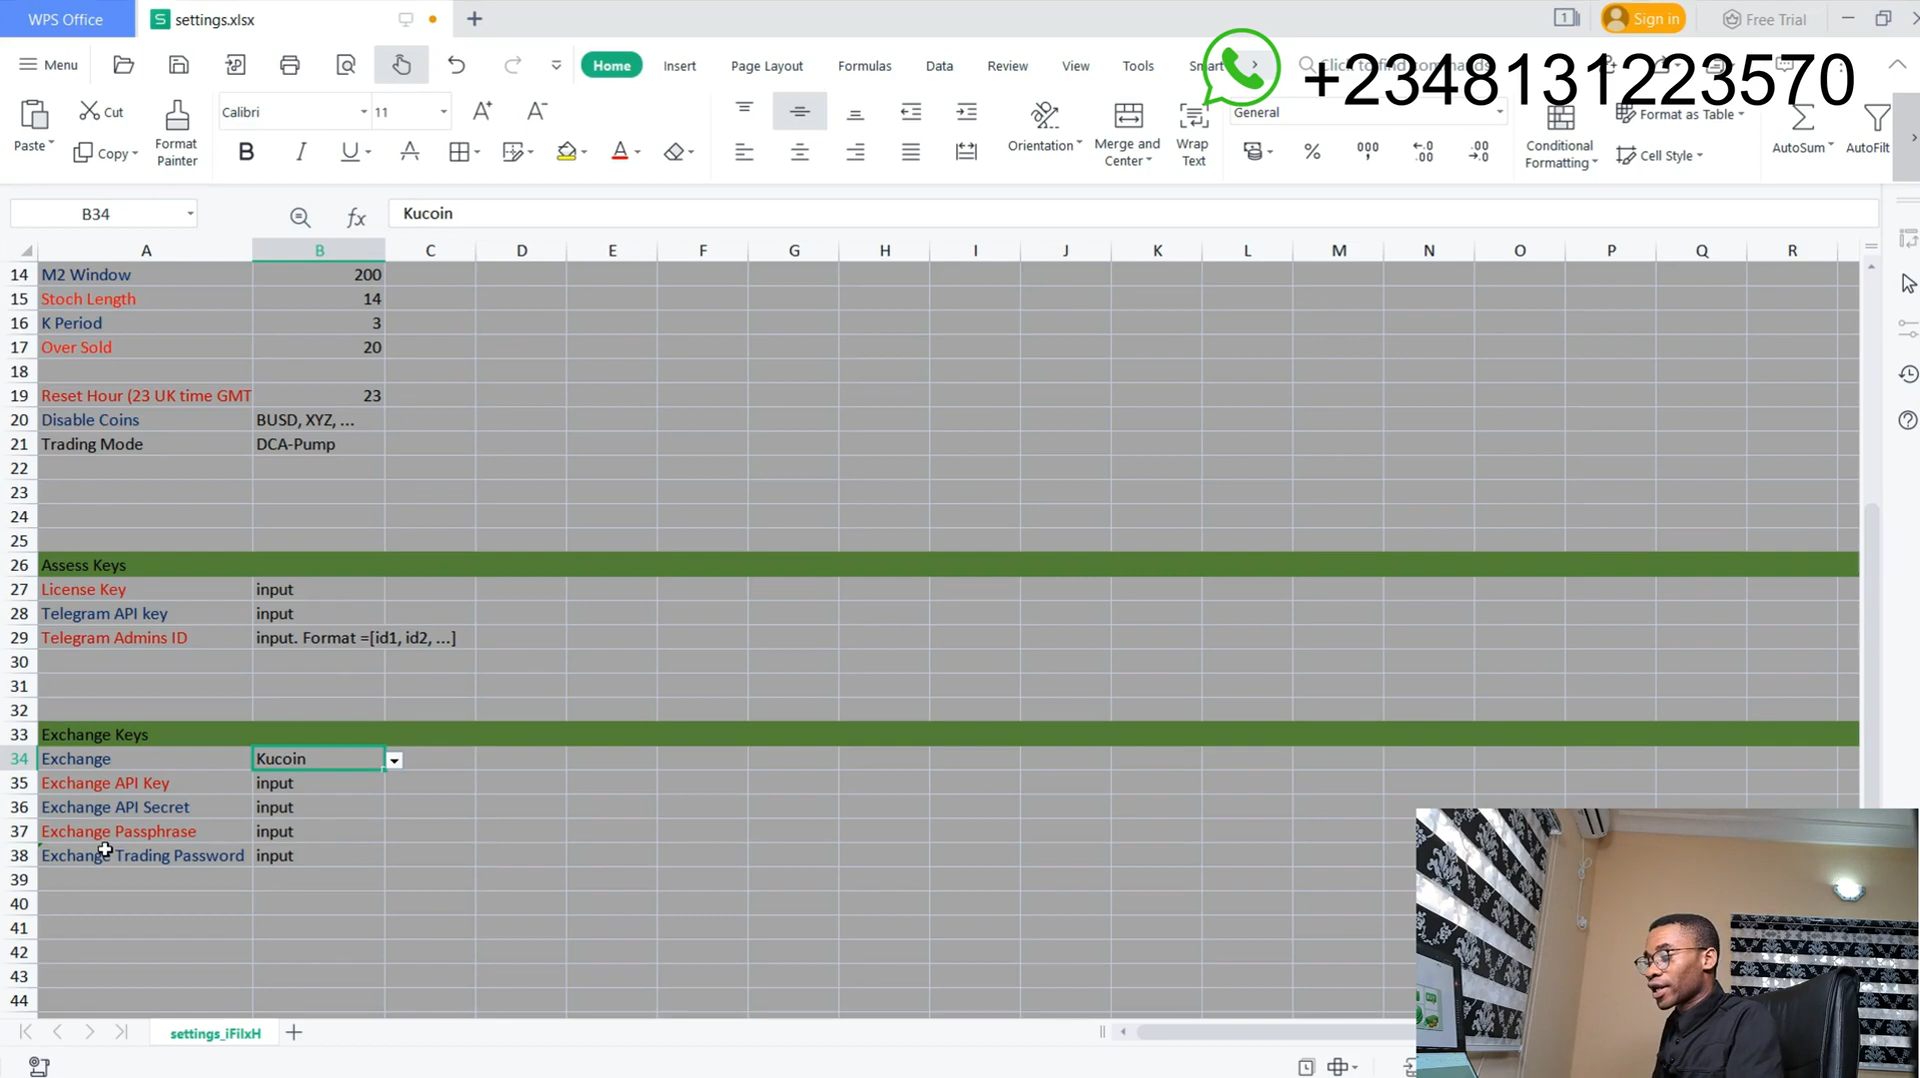 WPS Office
settings.xlsx
1
Sign in
Free Trial
Menu
Home
Insert
Page Layout
Formulas
Data
Review
View
Tools
Smart
Click to find commands
+2348131223570
Paste
Cut
Copy
Format
Painter
Calibri
11
Orientation
Merge and
Center
Wrap
Text
General
Conditional
Formatting
Format as Table
Cell Style
AutoSum
AutoFilt
B34
fx
Kucoin
A B C D E F G H I J K L M N O P Q R
14 M2 Window 200
15 Stoch Length 14
16 K Period 3
17 Over Sold 20
18
19 Reset Hour (23 UK time GMT 23
20 Disable Coins BUSD, XYZ, ...
21 Trading Mode DCA-Pump
22
23
24
25
26 Assess Keys
27 License Key input
28 Telegram API key input
29 Telegram Admins ID input. Format =[id1, id2, ...]
30
31
32
33 Exchange Keys
34 Exchange Kucoin
35 Exchange API Key input
36 Exchange API Secret input
37 Exchange Passphrase input
38 Exchange Trading Password input
39
40
41
42
43
44
settings_iFilxH